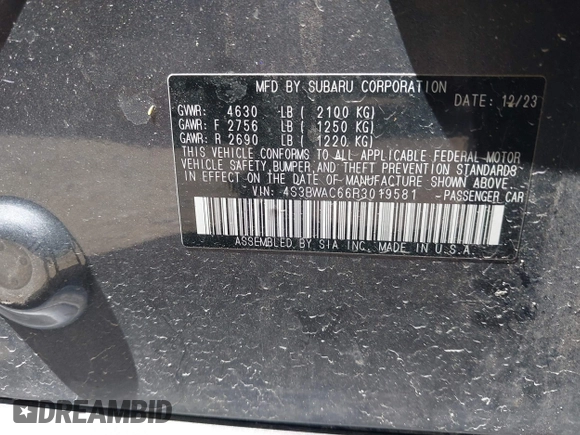 MFD BY SUBARU CORPORATION
DATE: 12/23
GVWR: 4630 LB ( 2100 KG)
GAWR: F 2756 LB ( 1250 KG)
GAWR: R 2690 LB ( 1220 KG)
THIS VEHICLE CONFORMS TO ALL APPLICABLE FEDERAL MOTOR
VEHICLE SAFETY, BUMPER, AND THEFT PREVENTION STANDARDS
IN EFFECT ON THE DATE OF MANUFACTURE SHOWN ABOVE.
VIN: 4S3BWAC66R3019581 -PASSENGER CAR
ASSEMBLED BY SIA INC. MADE IN U.S.A.
DREAMBID